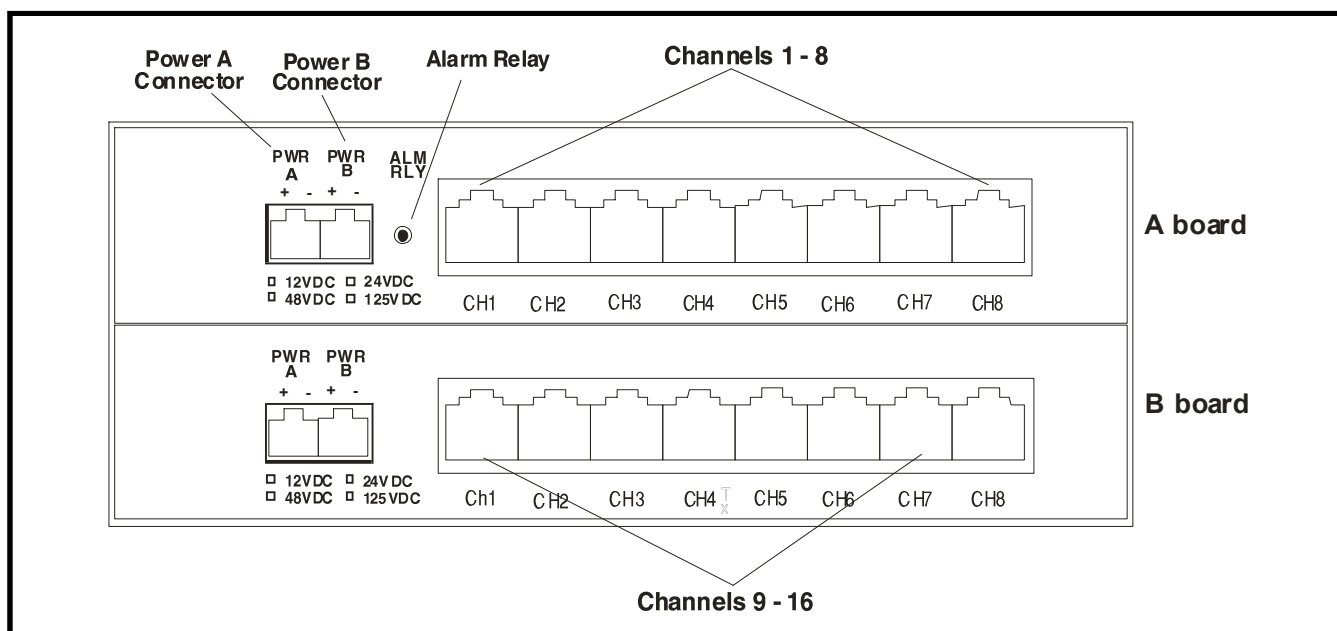 Power A
Connector
Power B
Connector
Alarm Relay
Channels 1 - 8
PWR
A
+ -
PWR
B
+ -
ALM
RLY
12VDC 24VDC
48VDC 125VDC
CH1 CH2 CH3 CH4 CH5 CH6 CH7 CH8
A board
PWR
A
+ -
PWR
B
+ -
12VDC 24VDC
48VDC 125VDC
Ch1 CH2 CH3 CH4 Tx CH5 CH6 CH7 CH8
B board
Channels 9 - 16